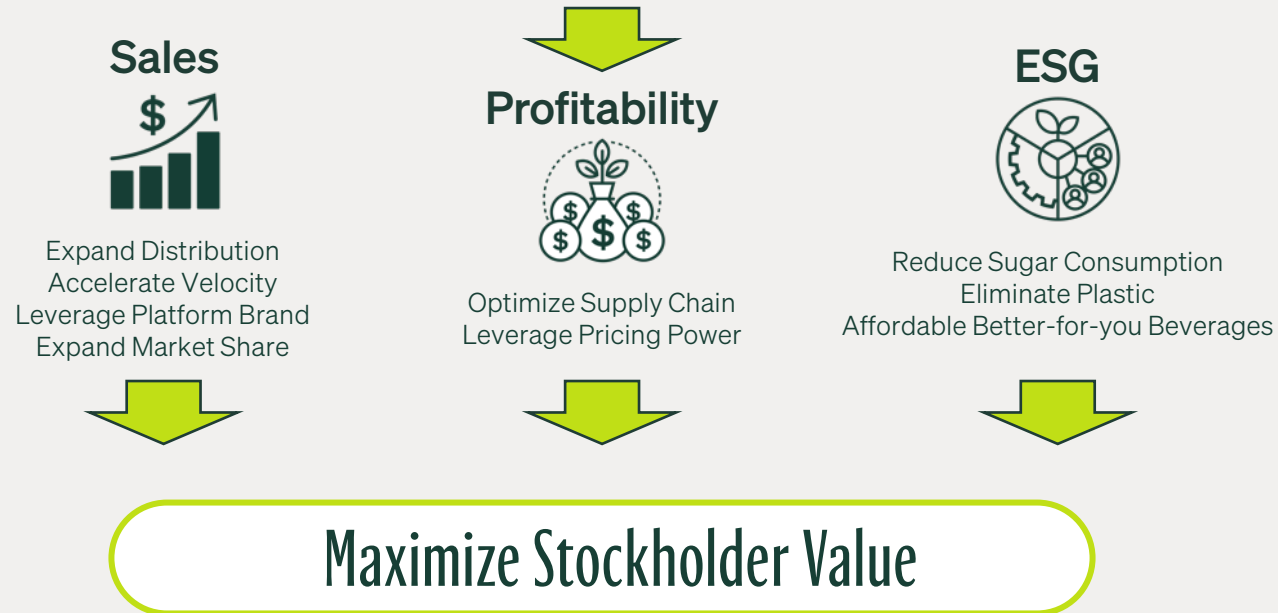 Sales
$
Expand Distribution
Accelerate Velocity
Leverage Platform Brand
Expand Market Share
Profitability
$ $
$ $ $
Optimize Supply Chain
Leverage Pricing Power
ESG
Reduce Sugar Consumption
Eliminate Plastic
Affordable Better-for-you Beverages
Maximize Stockholder Value